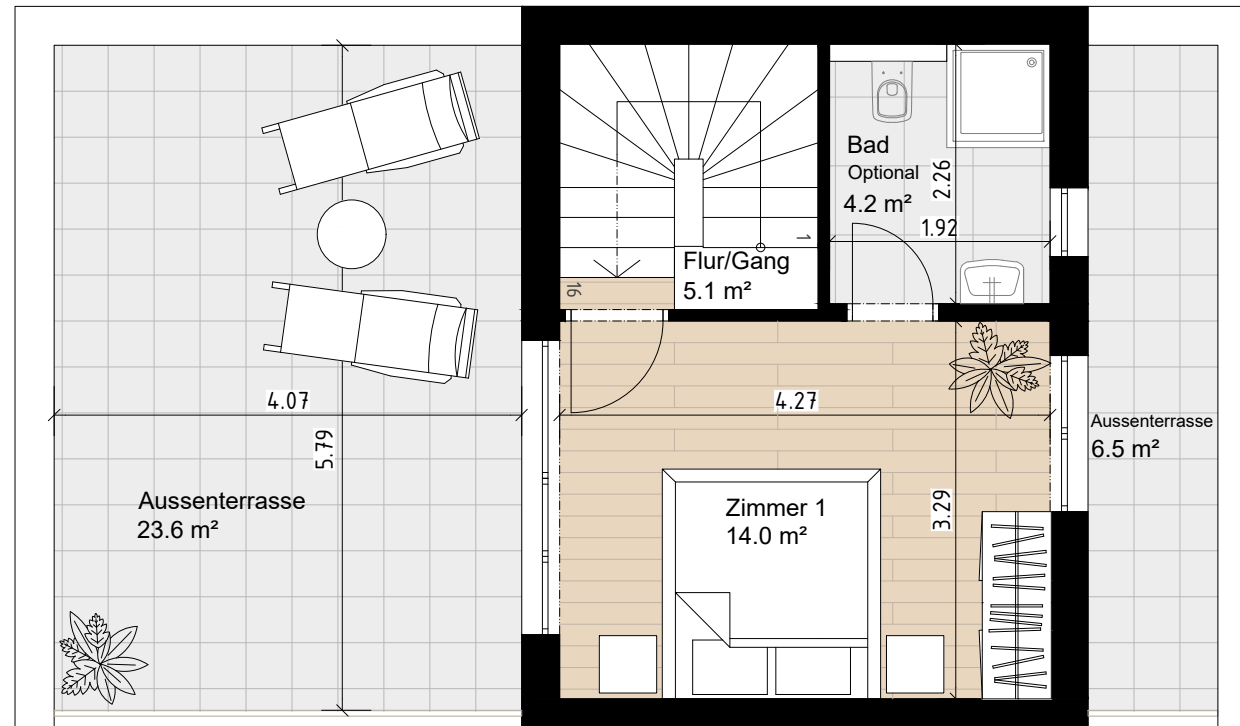 Bad
Optional
4.2 m²
2.26
1.92
1
Flur/Gang
5.1 m²
16
4.07
5.79
4.27
Aussenterrasse
6.5 m²
Aussenterrasse
23.6 m²
Zimmer 1
14.0 m²
3.29